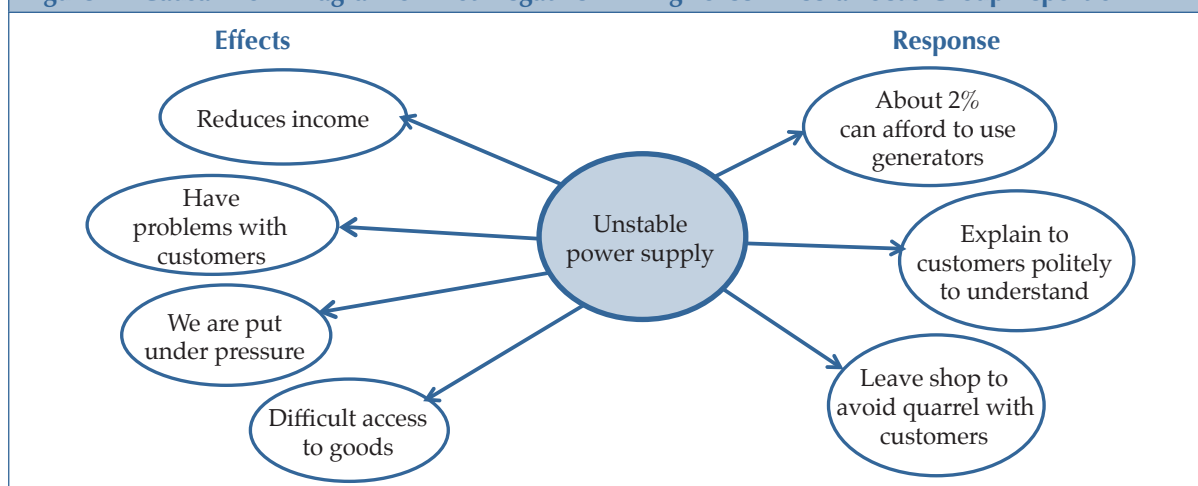 Effects
Response
Reduces income
Have
problems with
customers
We are put
under pressure
Difficult access
to goods
Unstable
power supply
About 2%
can afford to use
generators
Explain to
customers politely
to understand
Leave shop to
avoid quarrel with
customers